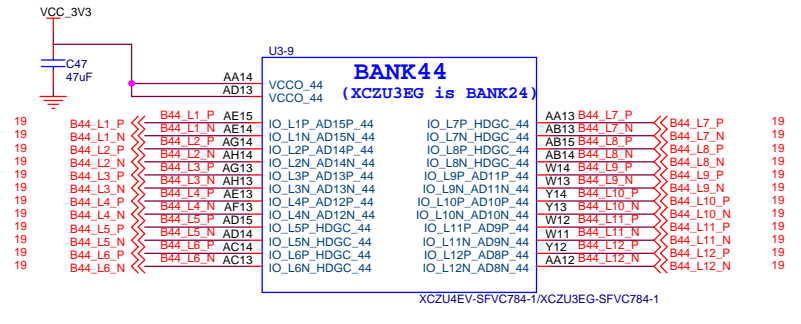 VCC_3V3
C47
47uF
U3-9
BANK44
(XCZU3EG is BANK24)
AA14 VCCO_44
AD13 VCCO_44
19 B44_L1_P B44_L1_P AE15 IO_L1P_AD15P_44 IO_L7P_HDGC_44 AA13 B44_L7_P B44_L7_P 19
19 B44_L1_N B44_L1_N AE14 IO_L1N_AD15N_44 IO_L7N_HDGC_44 AB13 B44_L7_N B44_L7_N 19
19 B44_L2_P B44_L2_P AG14 IO_L2P_AD14P_44 IO_L8P_HDGC_44 AB15 B44_L8_P B44_L8_P 19
19 B44_L2_N B44_L2_N AH14 IO_L2N_AD14N_44 IO_L8N_HDGC_44 AB14 B44_L8_N B44_L8_N 19
19 B44_L3_P B44_L3_P AG13 IO_L3P_AD13P_44 IO_L9P_AD11P_44 W14 B44_L9_P B44_L9_P 19
19 B44_L3_N B44_L3_N AH13 IO_L3N_AD13N_44 IO_L9N_AD11N_44 W13 B44_L9_N B44_L9_N 19
19 B44_L4_P B44_L4_P AE13 IO_L4P_AD12P_44 IO_L10P_AD10P_44 Y14 B44_L10_P B44_L10_P 19
19 B44_L4_N B44_L4_N AF13 IO_L4N_AD12N_44 IO_L10N_AD10N_44 Y13 B44_L10_N B44_L10_N 19
19 B44_L5_P B44_L5_P AD15 IO_L5P_HDGC_44 IO_L11P_AD9P_44 W12 B44_L11_P B44_L11_P 19
19 B44_L5_N B44_L5_N AD14 IO_L5N_HDGC_44 IO_L11N_AD9N_44 W11 B44_L11_N B44_L11_N 19
19 B44_L6_P B44_L6_P AC14 IO_L6P_HDGC_44 IO_L12P_AD8P_44 Y12 B44_L12_P B44_L12_P 19
19 B44_L6_N B44_L6_N AC13 IO_L6N_HDGC_44 IO_L12N_AD8N_44 AA12 B44_L12_N B44_L12_N 19
XCZU4EV-SFVC784-1/XCZU3EG-SFVC784-1